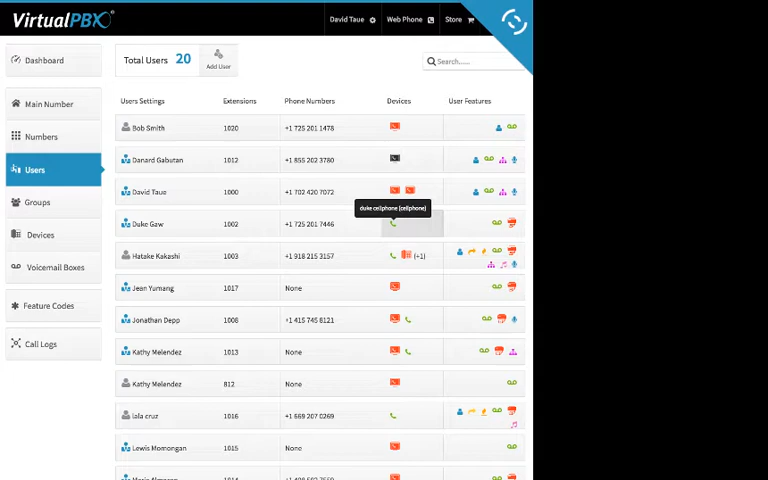 VirtualPBX
David Taue
Web Phone
Store
Dashboard
Main Number
Numbers
Users
Groups
Devices
Voicemail Boxes
Feature Codes
Call Logs
Total Users 20
Add User
Search.....
Users Settings Extensions Phone Numbers Devices User Features
Bob Smith 1020 +1 725 201 1478
Danard Gabutan 1012 +1 855 202 3780
David Taue 1000 +1 702 420 7072
duke cellphone (cellphone)
Duke Gaw 1002 +1 725 201 7446
Hatake Kakashi 1003 +1 918 215 3157 (+1)
Jean Yumang 1017 None
Jonathan Depp 1008 +1 415 745 8121
Kathy Melendez 1013 None
Kathy Melendez 812 None
lala cruz 1016 +1 669 207 0269
Lewis Momongan 1015 None